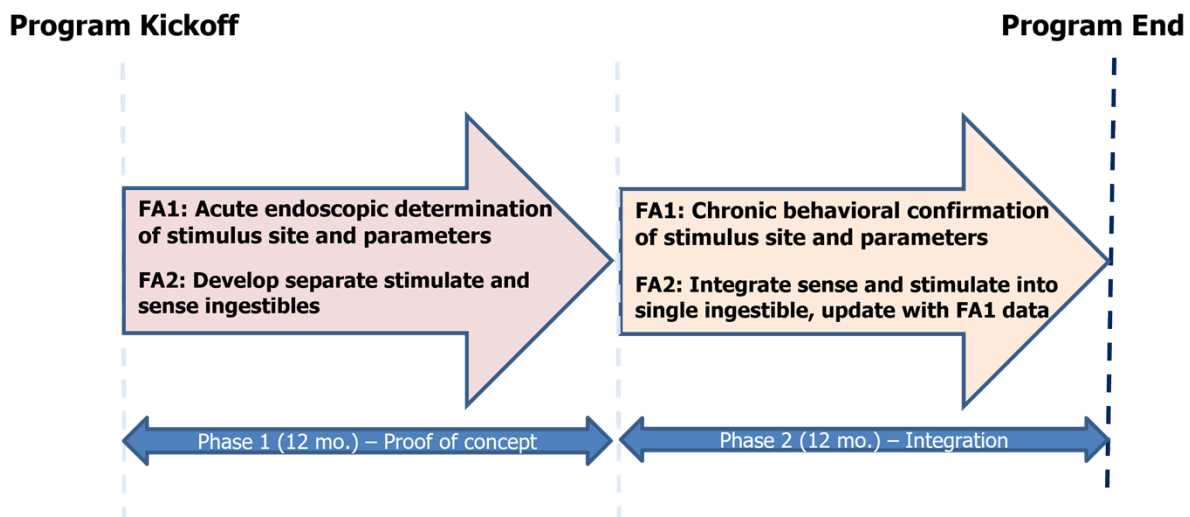 Program Kickoff
Program End
FA1: Acute endoscopic determination
of stimulus site and parameters
FA2: Develop separate stimulate and
sense ingestibles
FA1: Chronic behavioral confirmation
of stimulus site and parameters
FA2: Integrate sense and stimulate into
single ingestible, update with FA1 data
Phase 1 (12 mo.) – Proof of concept
Phase 2 (12 mo.) – Integration